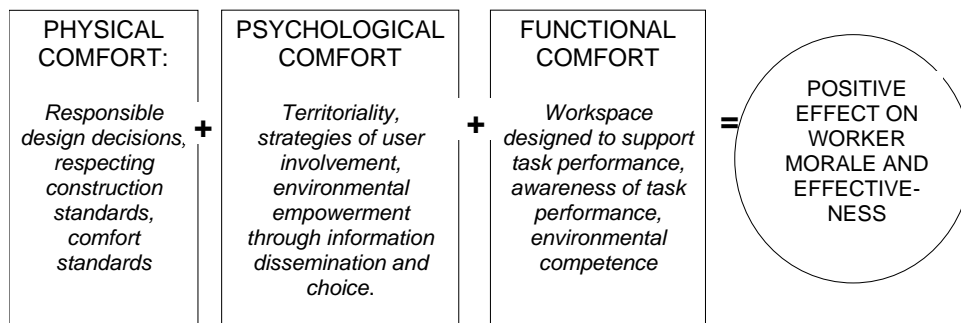 PHYSICAL
COMFORT:
Responsible
design decisions,
respecting
construction
standards,
comfort
standards
+
PSYCHOLOGICAL
COMFORT
Territoriality,
strategies of user
involvement,
environmental
empowerment
through information
dissemination and
choice.
+
FUNCTIONAL
COMFORT
Workspace
designed to support
task performance,
awareness of task
performance,
environmental
competence
=
POSITIVE
EFFECT ON
WORKER
MORALE AND
EFFECTIVE-
NESS